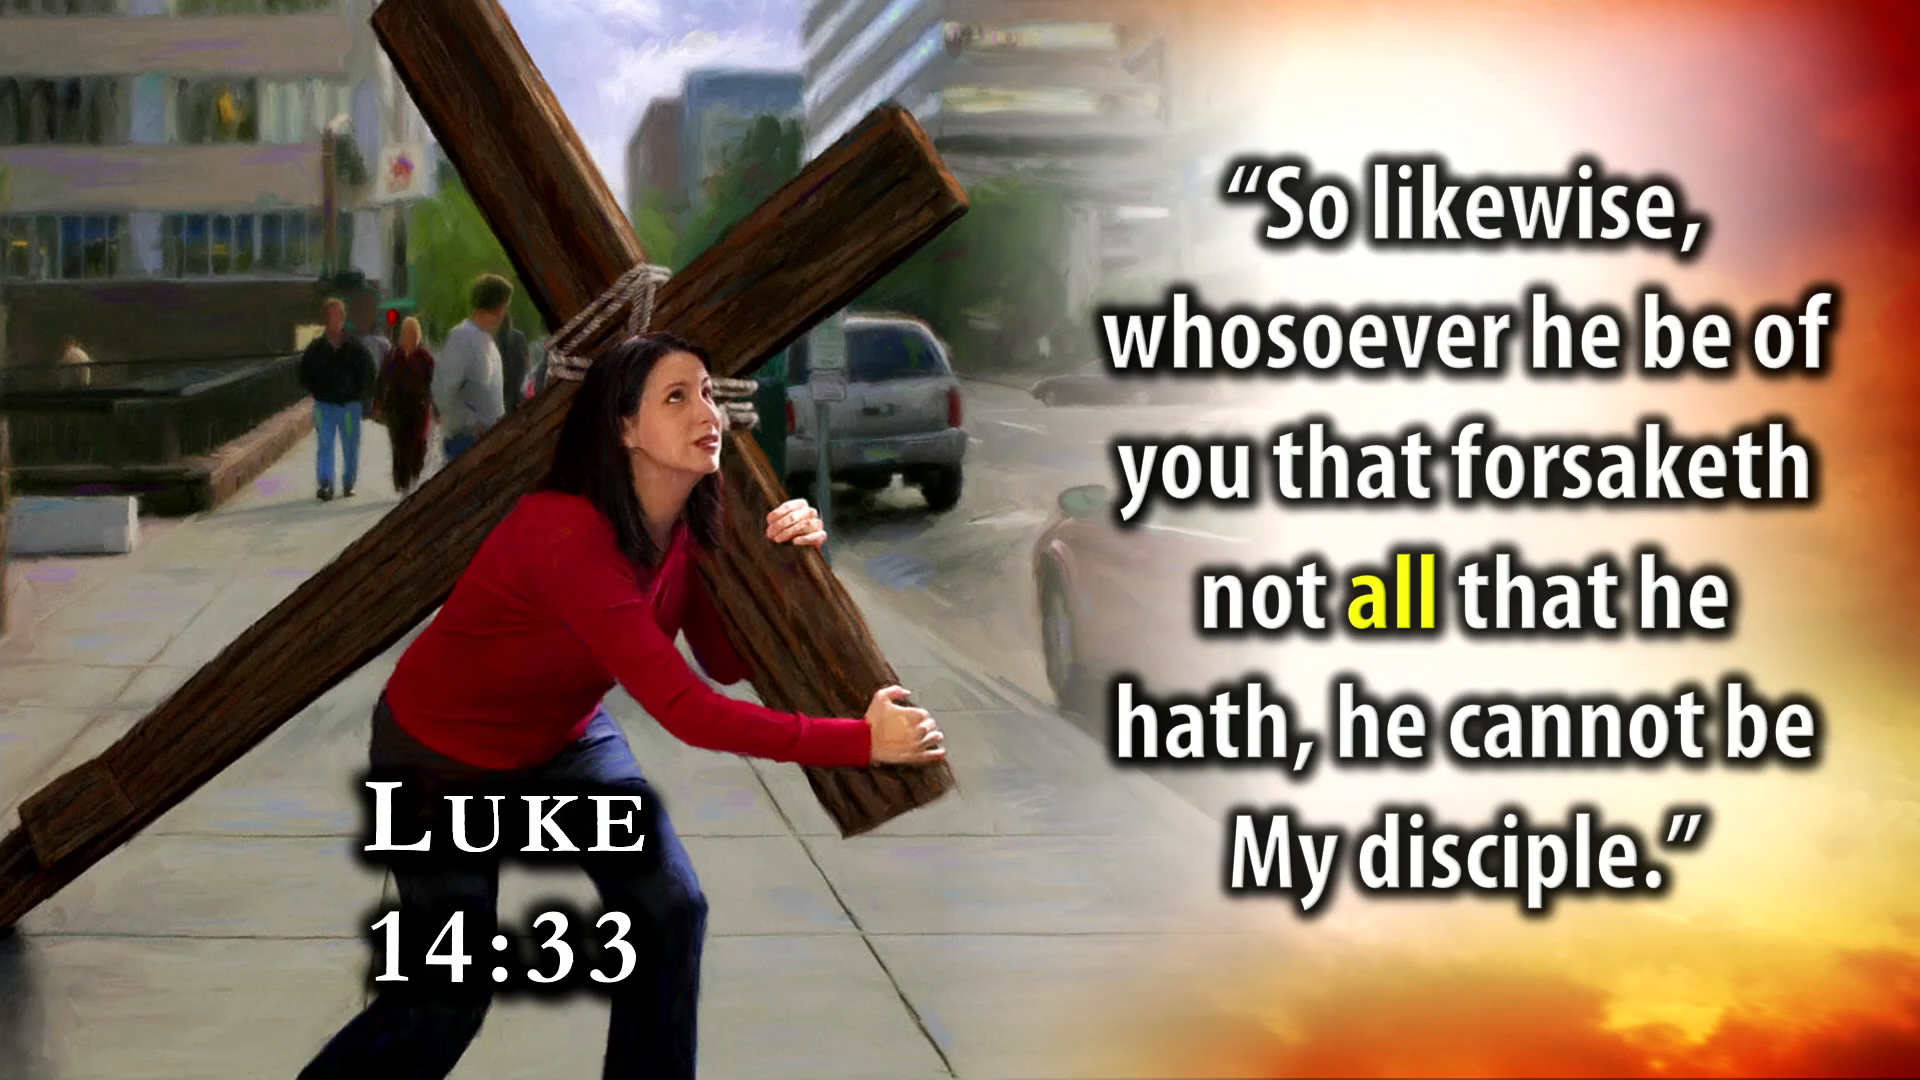 “So likewise,
whosoever he be of
you that forsaketh
not all that he
hath, he cannot be
My disciple.”
LUKE
14:33